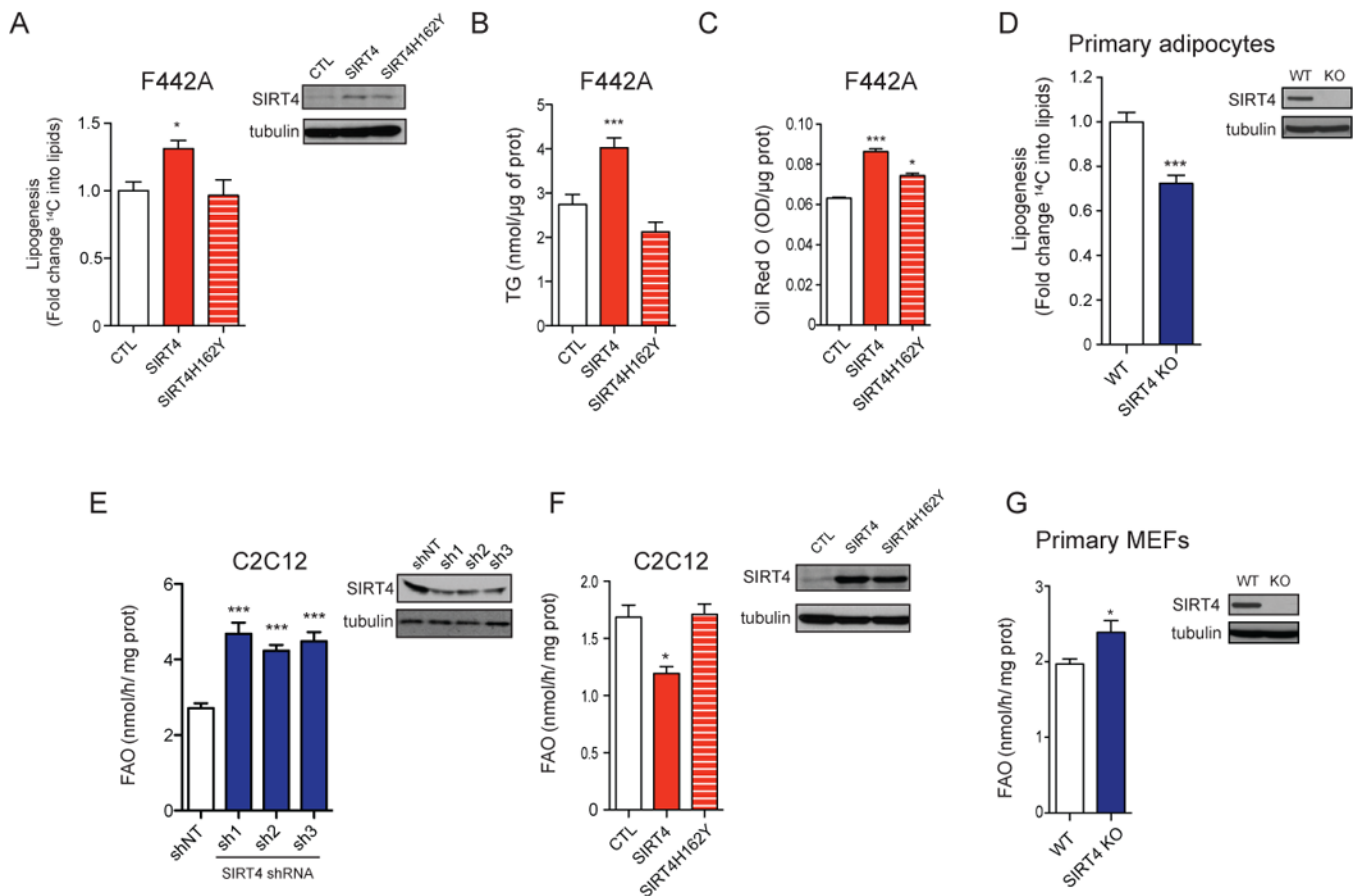 A
F442A
Lipogenesis
(Fold change ¹⁴C into lipids)
1.5
1.0
0.5
0
*
CTL
SIRT4
SIRT4H162Y
CTL
SIRT4
SIRT4H162Y
SIRT4
tubulin
B
F442A
TG (nmol/µg of prot)
5
4
3
2
1
0
***
CTL
SIRT4
SIRT4H162Y
C
F442A
Oil Red O (OD/µg prot)
0.10
0.08
0.06
0.04
0.02
0.00
***
*
CTL
SIRT4
SIRT4H162Y
D
Primary adipocytes
Lipogenesis
(Fold change ¹⁴C into lipids)
1.2
1.0
0.8
0.6
0.4
0.2
0
***
WT
SIRT4 KO
WT KO
SIRT4
tubulin
E
C2C12
FAO (nmol/h/ mg prot)
6
4
2
0
***
***
***
shNT
sh1
sh2
sh3
SIRT4 shRNA
shNT
sh1
sh2
sh3
SIRT4
tubulin
F
C2C12
FAO (nmol/h/ mg prot)
2.0
1.5
1.0
0.5
0.0
*
CTL
SIRT4
SIRT4H162Y
CTL
SIRT4
SIRT4H162Y
SIRT4
tubulin
G
Primary MEFs
FAO (nmol/h/ mg prot)
3
2
1
0
*
WT
SIRT4 KO
WT KO
SIRT4
tubulin